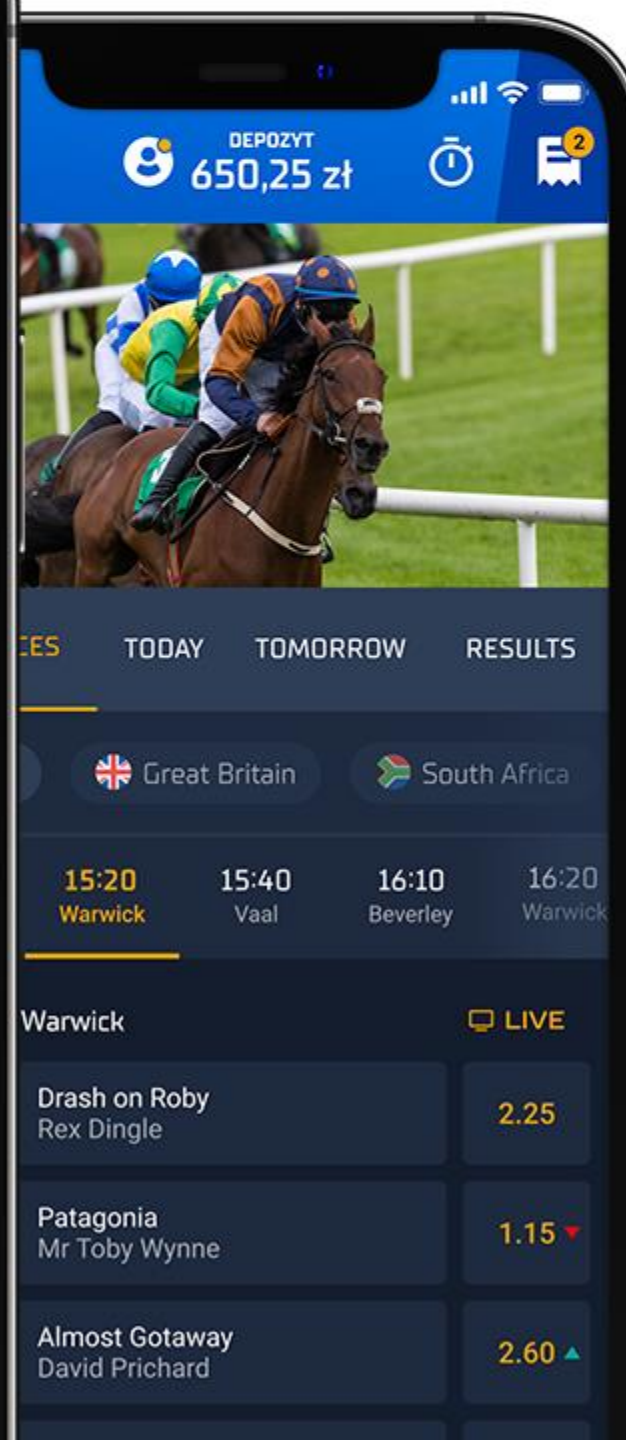 DEPOZYT
650,25 zł
2
CES TODAY TOMORROW RESULTS
Great Britain South Africa
15:20 15:40 16:10 16:20
Warwick Vaal Beverley Warwick
Warwick LIVE
Drash on Roby
Rex Dingle
2.25
Patagonia
Mr Toby Wynne
1.15
Almost Gotaway
David Prichard
2.60